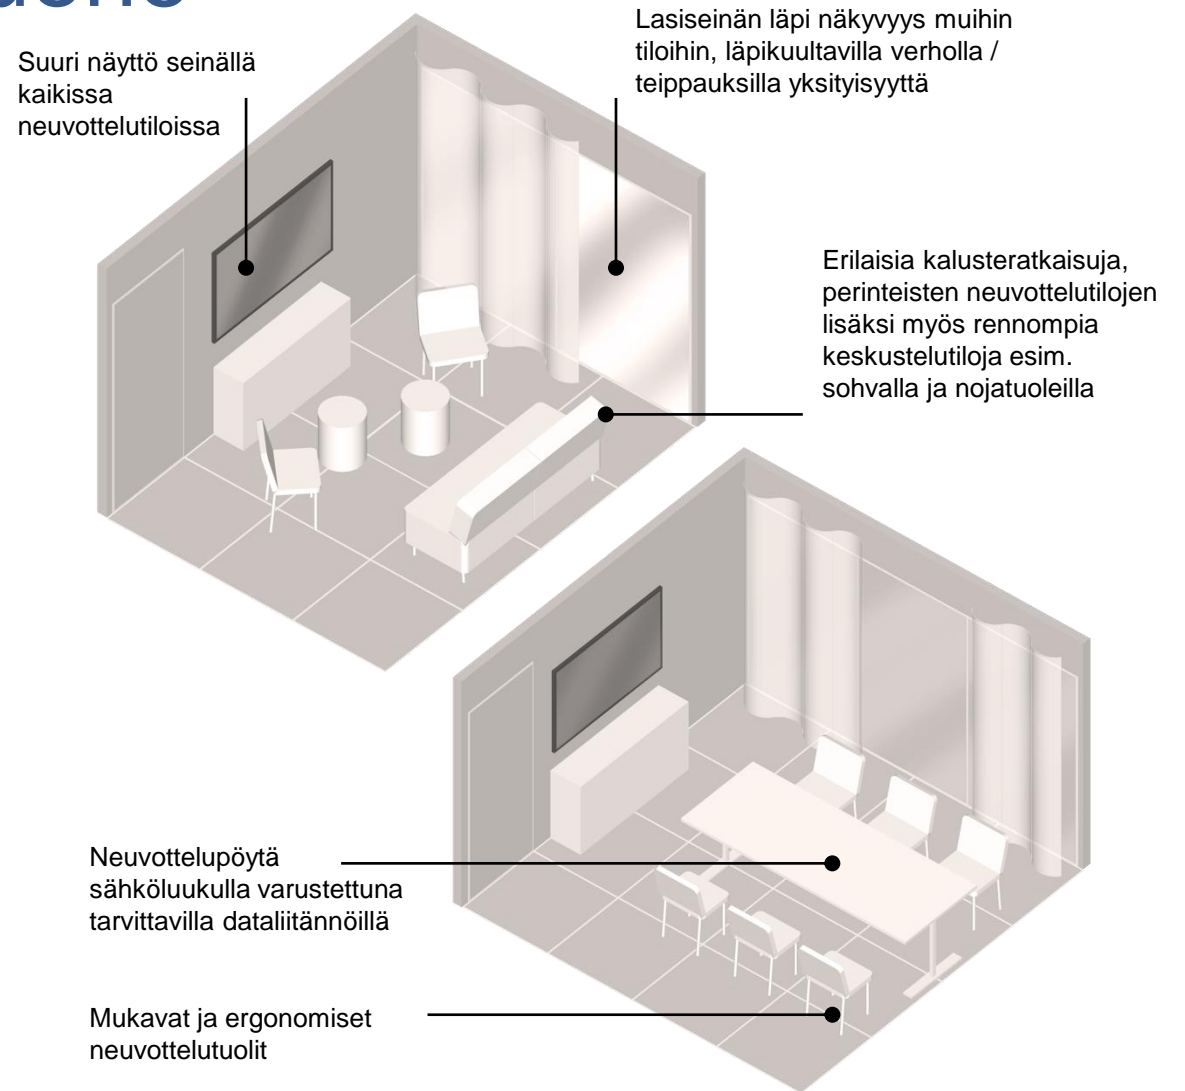 Lasiseinän läpi näkyvyys muihin
tiloihin, läpikuultavilla verholla /
teippauksilla yksityisyyttä
Suuri näyttö seinällä
kaikissa
neuvottelutiloissa
Erilaisia kalusteratkaisuja,
perinteisten neuvottelutilojen
lisäksi myös rennompia
keskustelutiloja esim.
sohvalla ja nojatuoleilla
Neuvottelupöytä
sähköluukulla varustettuna
tarvittavilla dataliitännöillä
Mukavat ja ergonomiset
neuvottelutuolit